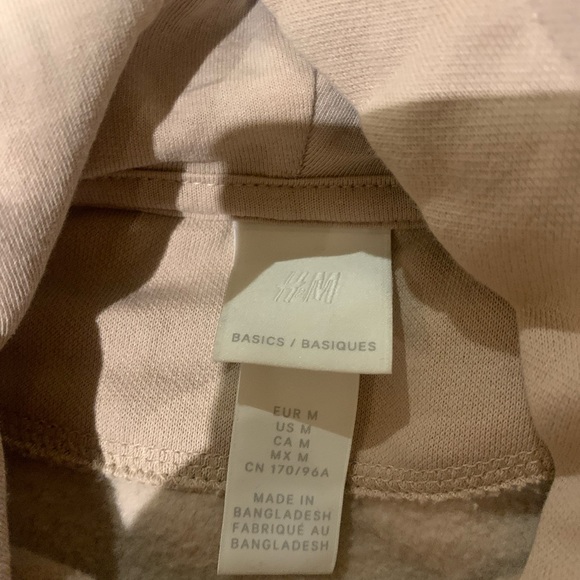 H&M
BASICS / BASIQUES
EUR M
US M
CA M
MX M
CN 170/96A
MADE IN
BANGLADESH
FABRIQUÉ AU
BANGLADESH